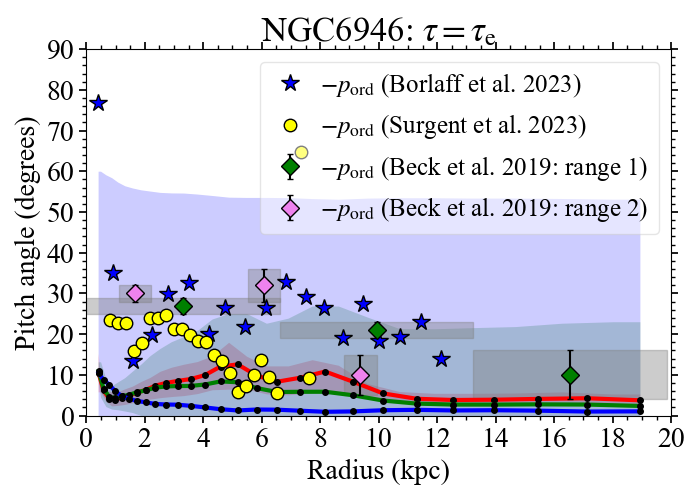 NGC6946: τ = τe
90
80
70
60
50
40
30
20
10
0
Pitch angle (degrees)
−pord (Borlaff et al. 2023)
−pord (Surgent et al. 2023)
−pord (Beck et al. 2019: range 1)
−pord (Beck et al. 2019: range 2)
0 2 4 6 8 10 12 14 16 18 20
Radius (kpc)